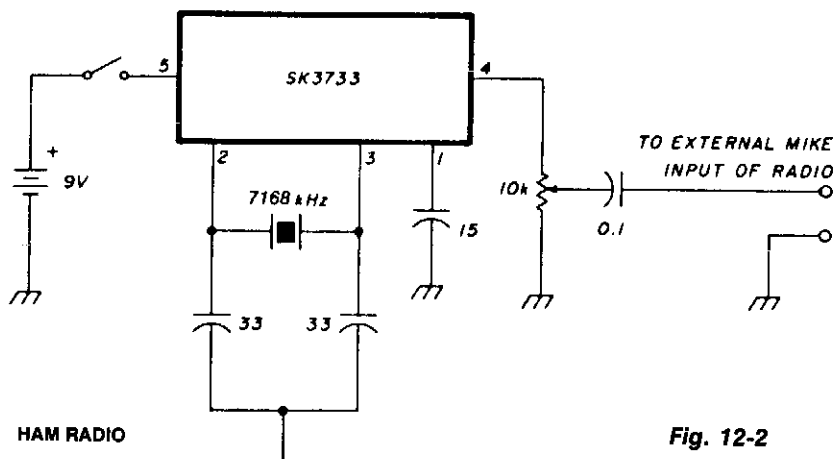 5
SK3733
4
+
9V
2
3
1
7168 kHz
15
33
33
10k
0.1
TO EXTERNAL MIKE
INPUT OF RADIO
HAM RADIO
Fig. 12-2